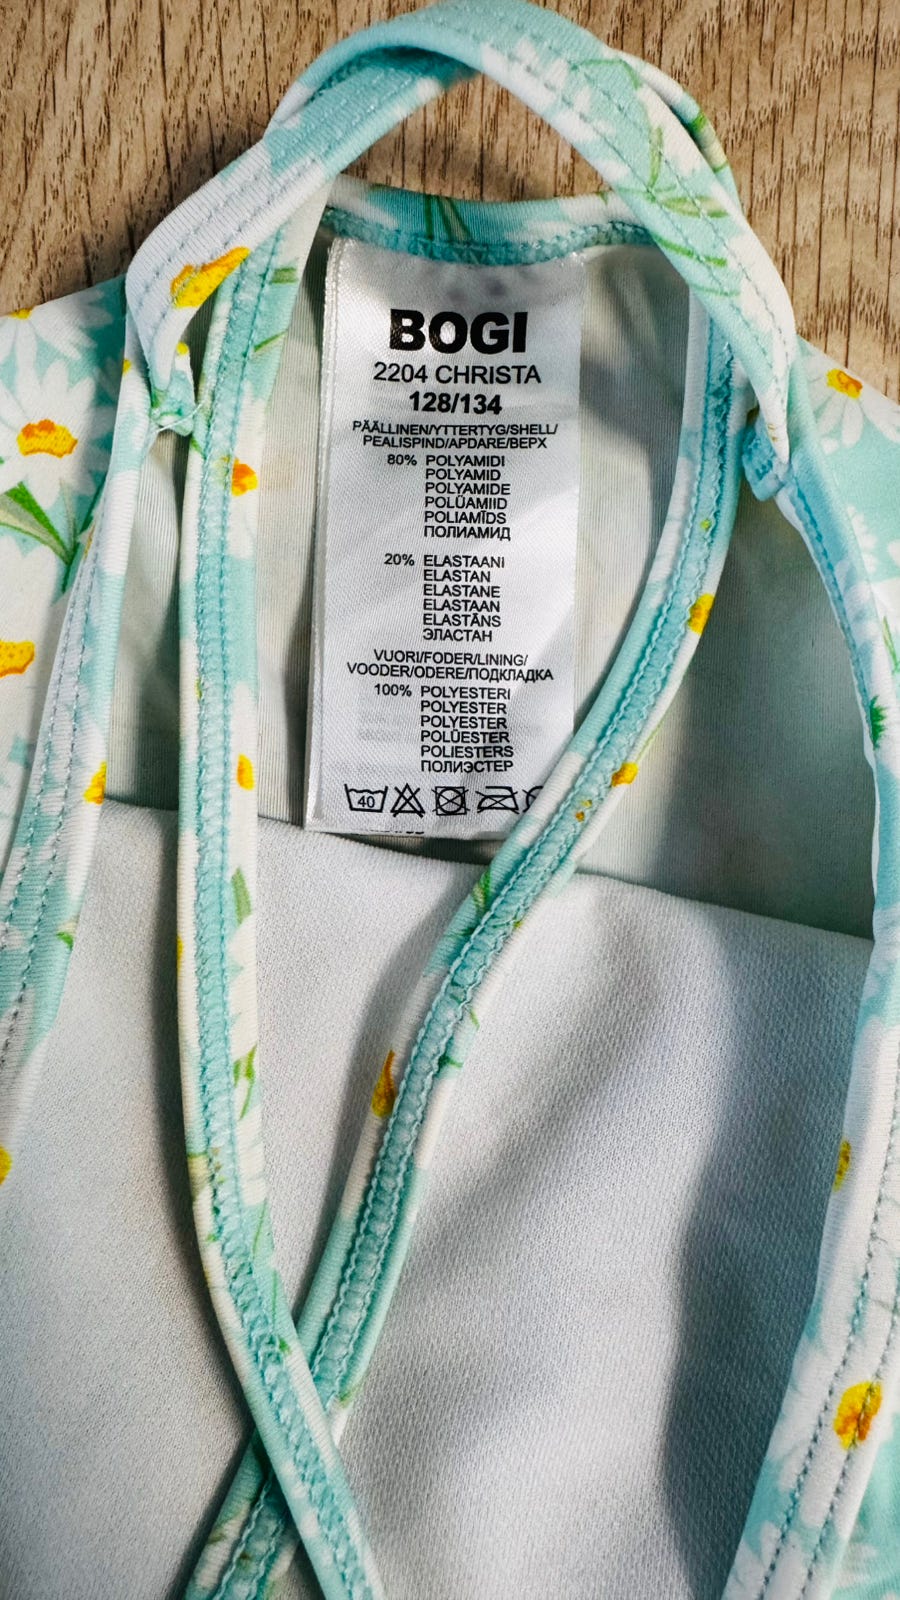 BOGI
2204 CHRISTA
128/134
PÄÄLLINEN/YTTERTYG/SHELL/
PEALISPIND/APDARE/ВЕРХ
80% POLYAMIDI
POLYAMID
POLYAMIDE
POLÜAMIID
POLIAMĪDS
ПОЛИАМИД
20% ELASTAANI
ELASTAN
ELASTANE
ELASTAAN
ELASTĀNS
ЭЛАСТАН
VUORI/FODER/LINING/
VOODER/ODERE/ПОДКЛАДКА
100% POLYESTERI
POLYESTER
POLYESTER
POLÜESTER
POLIESTERS
ПОЛИЭСТЕР
40